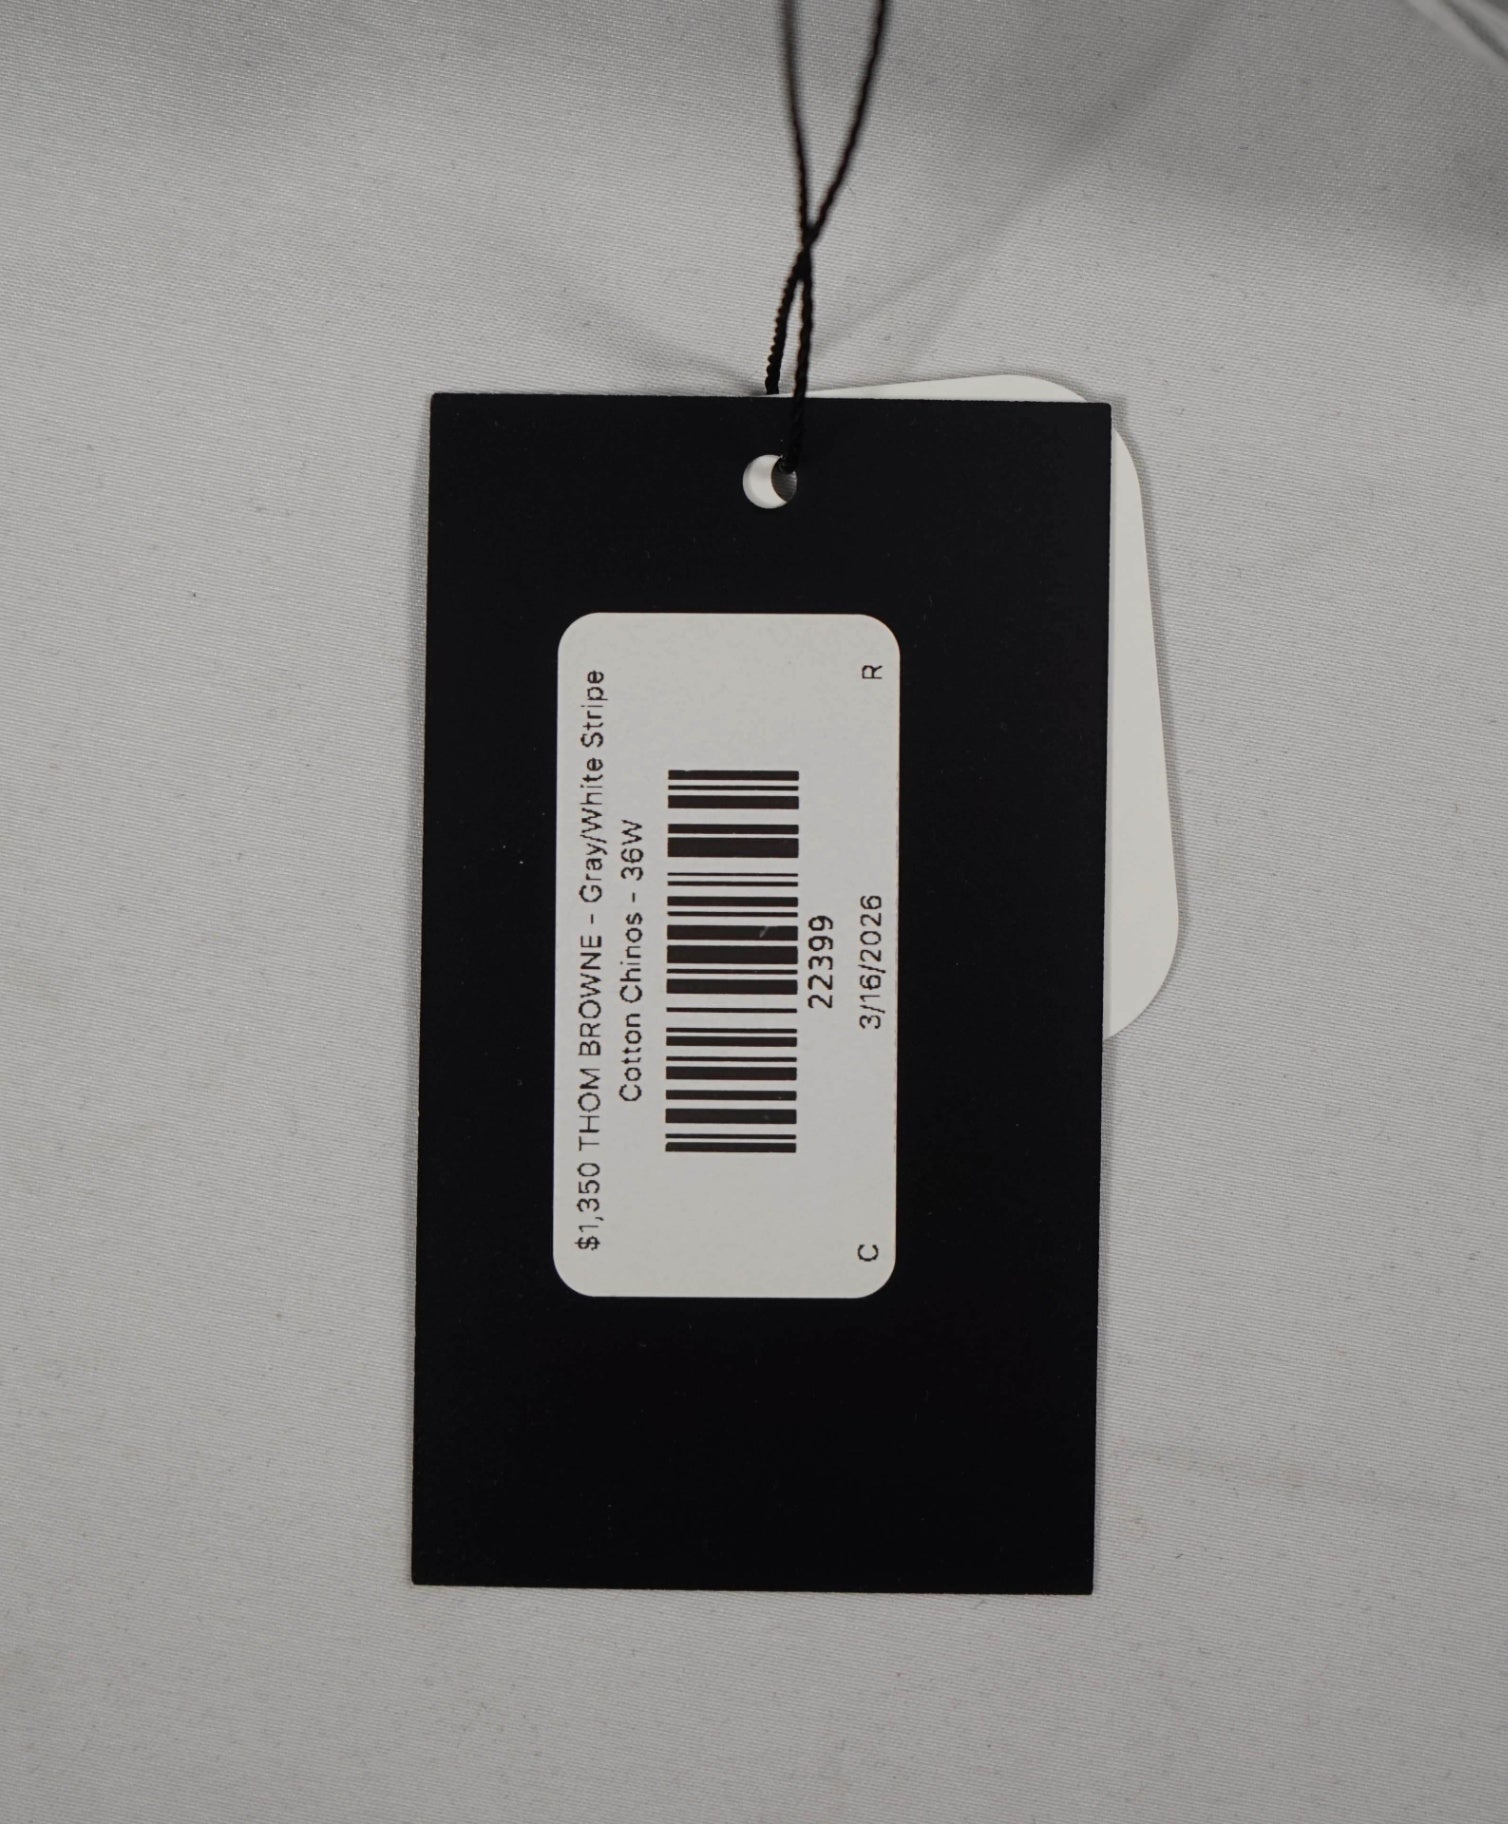 $1,350 THOM BROWNE - Gray/White Stripe
Cotton Chinos - 36W
22399
C 3/16/2026 R